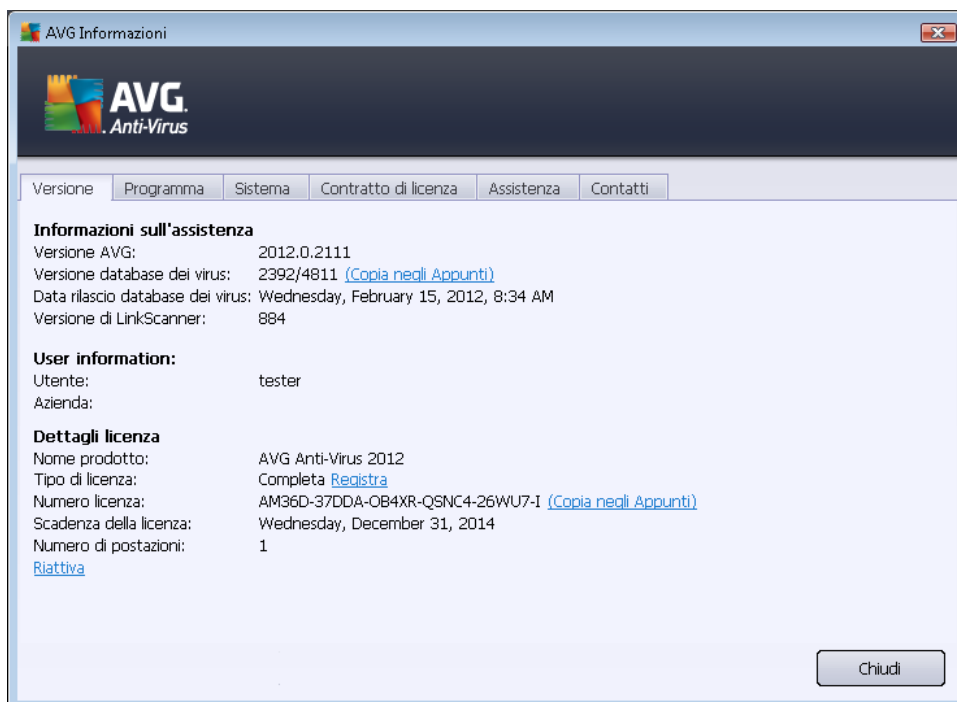 AVG Informazioni
AVG.
Anti-Virus
Versione Programma Sistema Contratto di licenza Assistenza Contatti
Informazioni sull'assistenza
Versione AVG: 2012.0.2111
Versione database dei virus: 2392/4811 (Copia negli Appunti)
Data rilascio database dei virus: Wednesday, February 15, 2012, 8:34 AM
Versione di LinkScanner: 884
User information:
Utente: tester
Azienda:
Dettagli licenza
Nome prodotto: AVG Anti-Virus 2012
Tipo di licenza: Completa Registra
Numero licenza: AM36D-37DDA-OB4XR-QSNC4-26WU7-I (Copia negli Appunti)
Scadenza della licenza: Wednesday, December 31, 2014
Numero di postazioni: 1
Riattiva
Chiudi